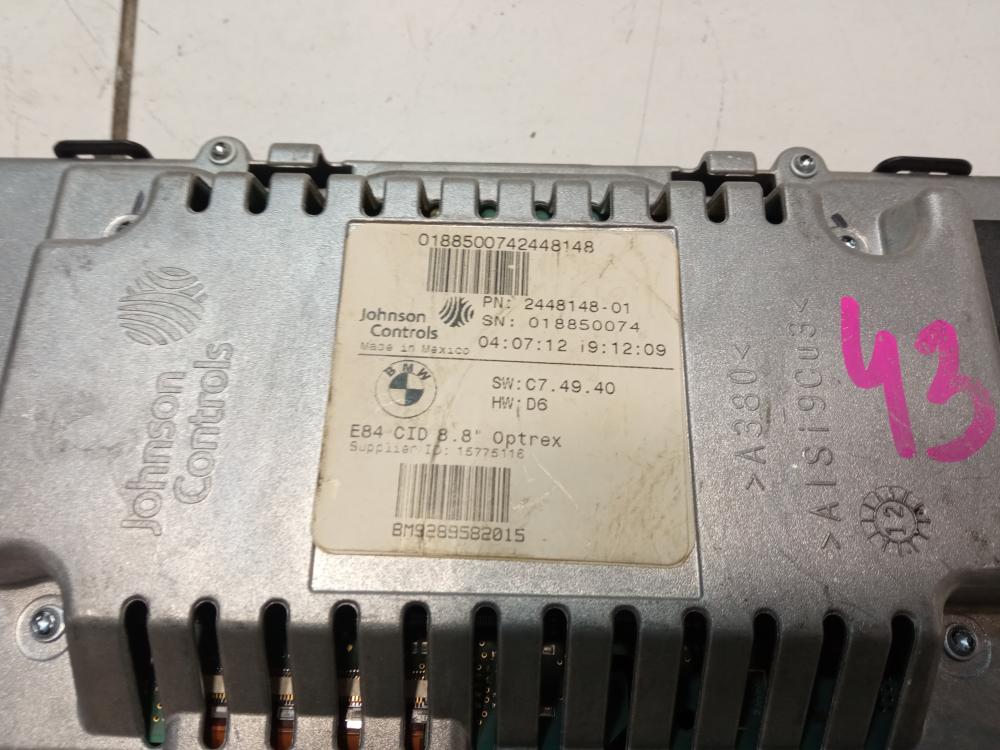 0188500742448148
Johnson
Controls
PN: 2448148-01
SN: 018850074
Made in Mexico
04:07:12 19:12:09
BMW
SW:C7.49.40
HW:D6
E84 CID 8.8" Optrex
Supplier ID: 15775116
BM9289582015
Johnson
Controls
>A380<
>AlSi9Cu3<
12
43